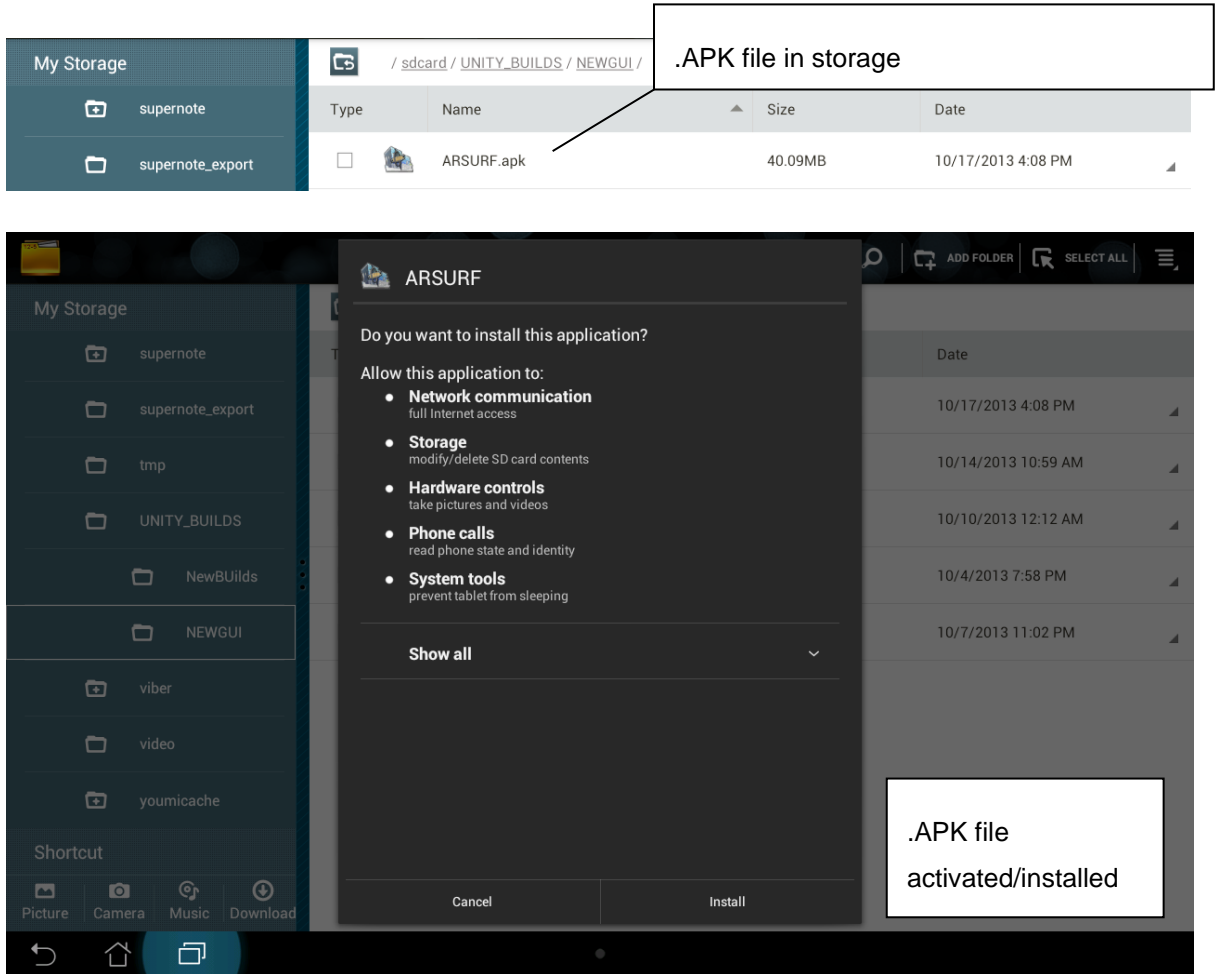 .APK file in storage
My Storage
/ sdcard / UNITY_BUILDS / NEWGUI /
supernote
Type Name Size Date
supernote_export
ARSURF.apk 40.09MB 10/17/2013 4:08 PM
ARSURF
ADD FOLDER
SELECT ALL
My Storage
Do you want to install this application?
supernote
T
Date
Allow this application to:
Network communication
full Internet access
supernote_export
10/17/2013 4:08 PM
Storage
modify/delete SD card contents
tmp
10/14/2013 10:59 AM
Hardware controls
take pictures and videos
UNITY_BUILDS
10/10/2013 12:12 AM
Phone calls
read phone state and identity
NewBUilds
System tools
prevent tablet from sleeping
10/4/2013 7:58 PM
NEWGUI
10/7/2013 11:02 PM
Show all
viber
video
youmicache
.APK file
activated/installed
Shortcut
Picture Camera Music Download
Cancel Install